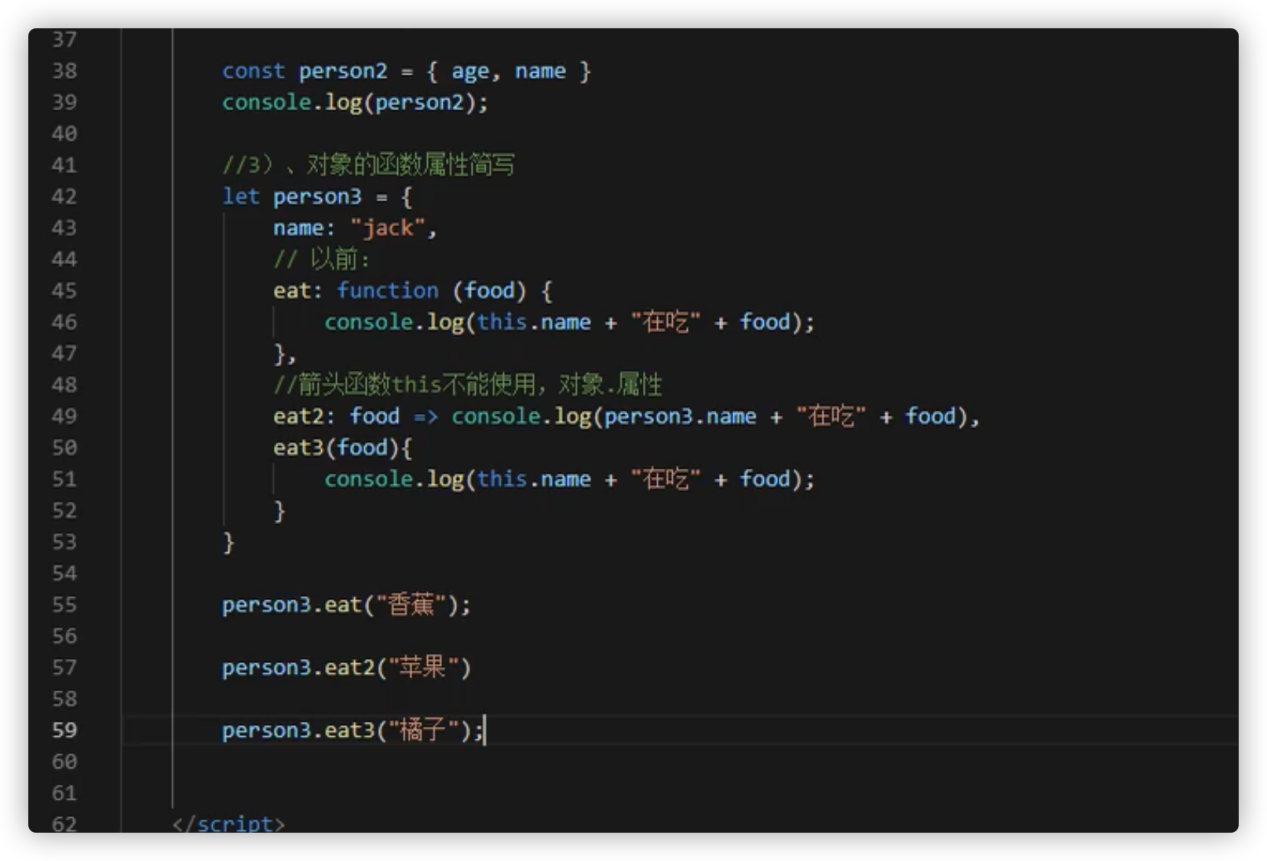 37
38 const person2 = { age, name }
39 console.log(person2);
40
41 //3）、对象的函数属性简写
42 let person3 = {
43 name: "jack",
44 // 以前：
45 eat: function (food) {
46 console.log(this.name + "在吃" + food);
47 },
48 //箭头函数this不能使用，对象.属性
49 eat2: food => console.log(person3.name + "在吃" + food),
50 eat3(food){
51 console.log(this.name + "在吃" + food);
52 }
53 }
54
55 person3.eat("香蕉");
56
57 person3.eat2("苹果")
58
59 person3.eat3("橘子");
60
61
62 </script>